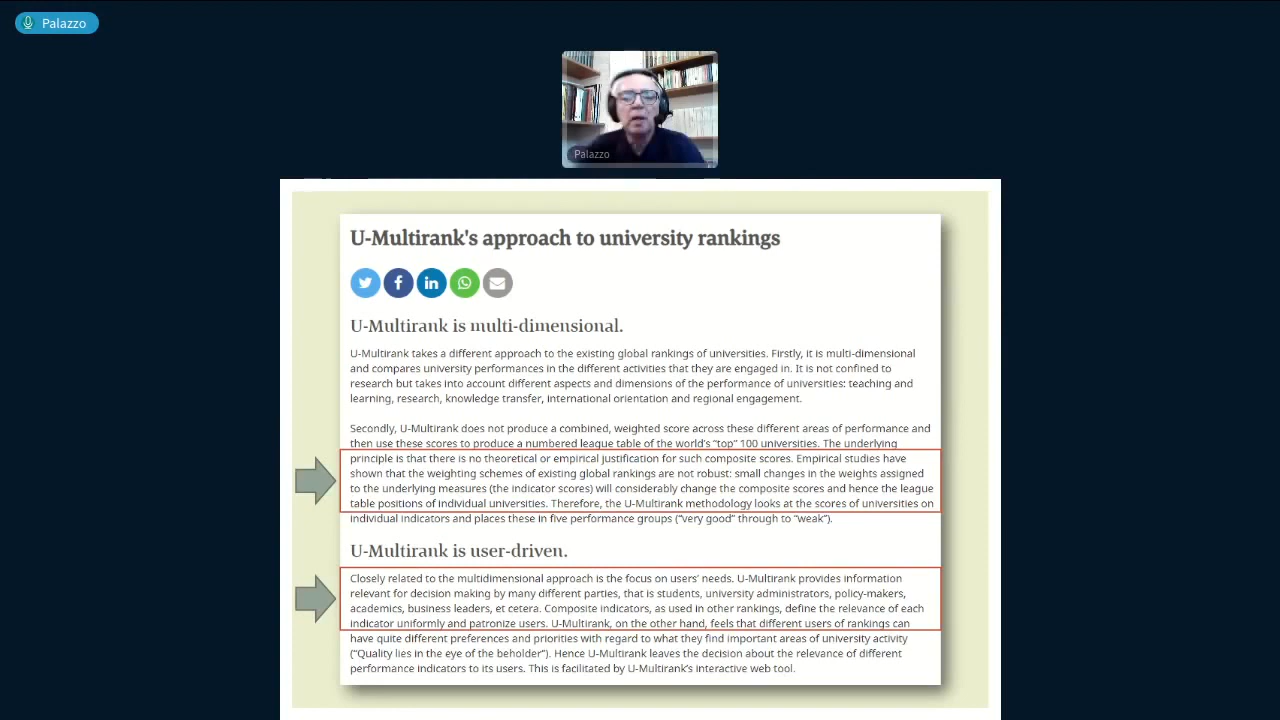 Palazzo
Palazzo
U-Multirank's approach to university rankings
U-Multirank is multi-dimensional.
U-Multirank takes a different approach to the existing global rankings of universities. Firstly, it is multi-dimensional
and compares university performances in the different activities that they are engaged in. It is not confined to
research but takes into account different aspects and dimensions of the performance of universities: teaching and
learning, research, knowledge transfer, international orientation and regional engagement.
Secondly, U-Multirank does not produce a combined, weighted score across these different areas of performance and
then use these scores to produce a numbered league table of the world's "top" 100 universities. The underlying
principle is that there is no theoretical or empirical justification for such composite scores. Empirical studies have
shown that the weighting schemes of existing global rankings are not robust: small changes in the weights assigned
to the underlying measures (the indicator scores) will considerably change the composite scores and hence the league
table positions of individual universities. Therefore, the U-Multirank methodology looks at the scores of universities on
individual indicators and places these in five performance groups ("very good" through to "weak").
U-Multirank is user-driven.
Closely related to the multidimensional approach is the focus on users' needs. U-Multirank provides information
relevant for decision making by many different parties, that is students, university administrators, policy-makers,
academics, business leaders, et cetera. Composite indicators, as used in other rankings, define the relevance of each
indicator uniformly and patronize users. U-Multirank, on the other hand, feels that different users of rankings can
have quite different preferences and priorities with regard to what they find important areas of university activity
("Quality lies in the eye of the beholder"). Hence U-Multirank leaves the decision about the relevance of different
performance indicators to its users. This is facilitated by U-Multirank's interactive web tool.